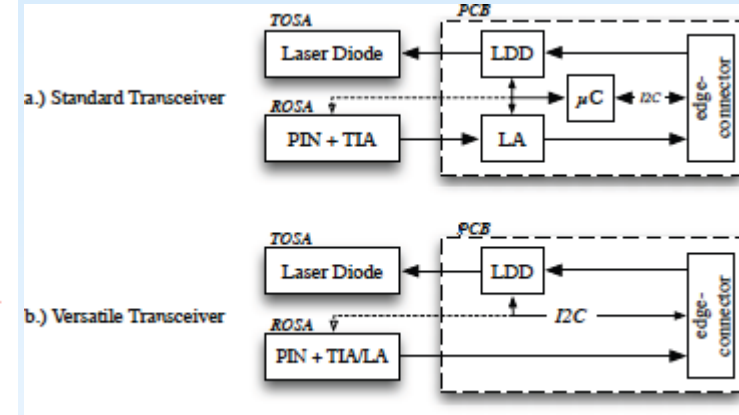 TOSA
PCB
Laser Diode
LDD
a.) Standard Transceiver
ROSA
µC
I2C
edge-
connector
PIN + TIA
LA
TOSA
PCB
Laser Diode
LDD
b.) Versatile Transceiver
I2C
edge-
connector
ROSA
PIN + TIA/LA